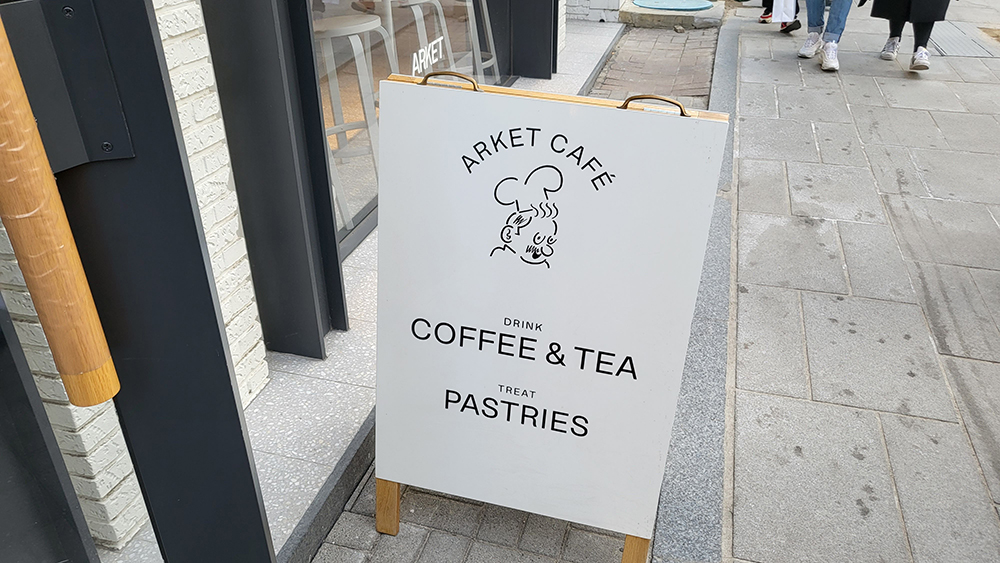 ARKET
ARKET CAFÉ
DRINK
COFFEE & TEA
TREAT
PASTRIES